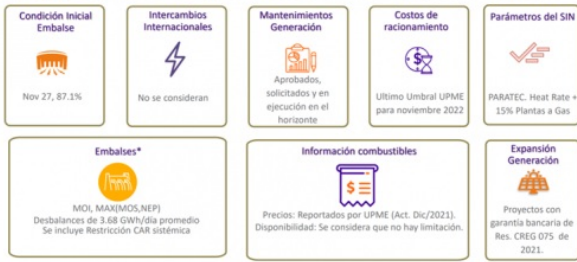 Condición Inicial
Embalse
Nov 27, 87.1%
Intercambios
Internacionales
No se consideran
Mantenimientos
Generación
Aprobados,
solicitados y en
ejecución en el
horizonte
Costos de
racionamiento
Ultimo Umbral UPME
para noviembre 2022
Parámetros del SIN
PARATEC. Heat Rate +
15% Plantas a Gas
Embalses*
MOI, MAX(MOS,NEP)
Desbalances de 3.68 GWh/día promedio
Se incluye Restricción CAR sistémica
Información combustibles
Precios: Reportados por UPME (Act. Dic/2021).
Disponibilidad: Se considera que no hay limitación.
Expansión
Generación
Proyectos con
garantía bancaria de
Res. CREG 075 de
2021.